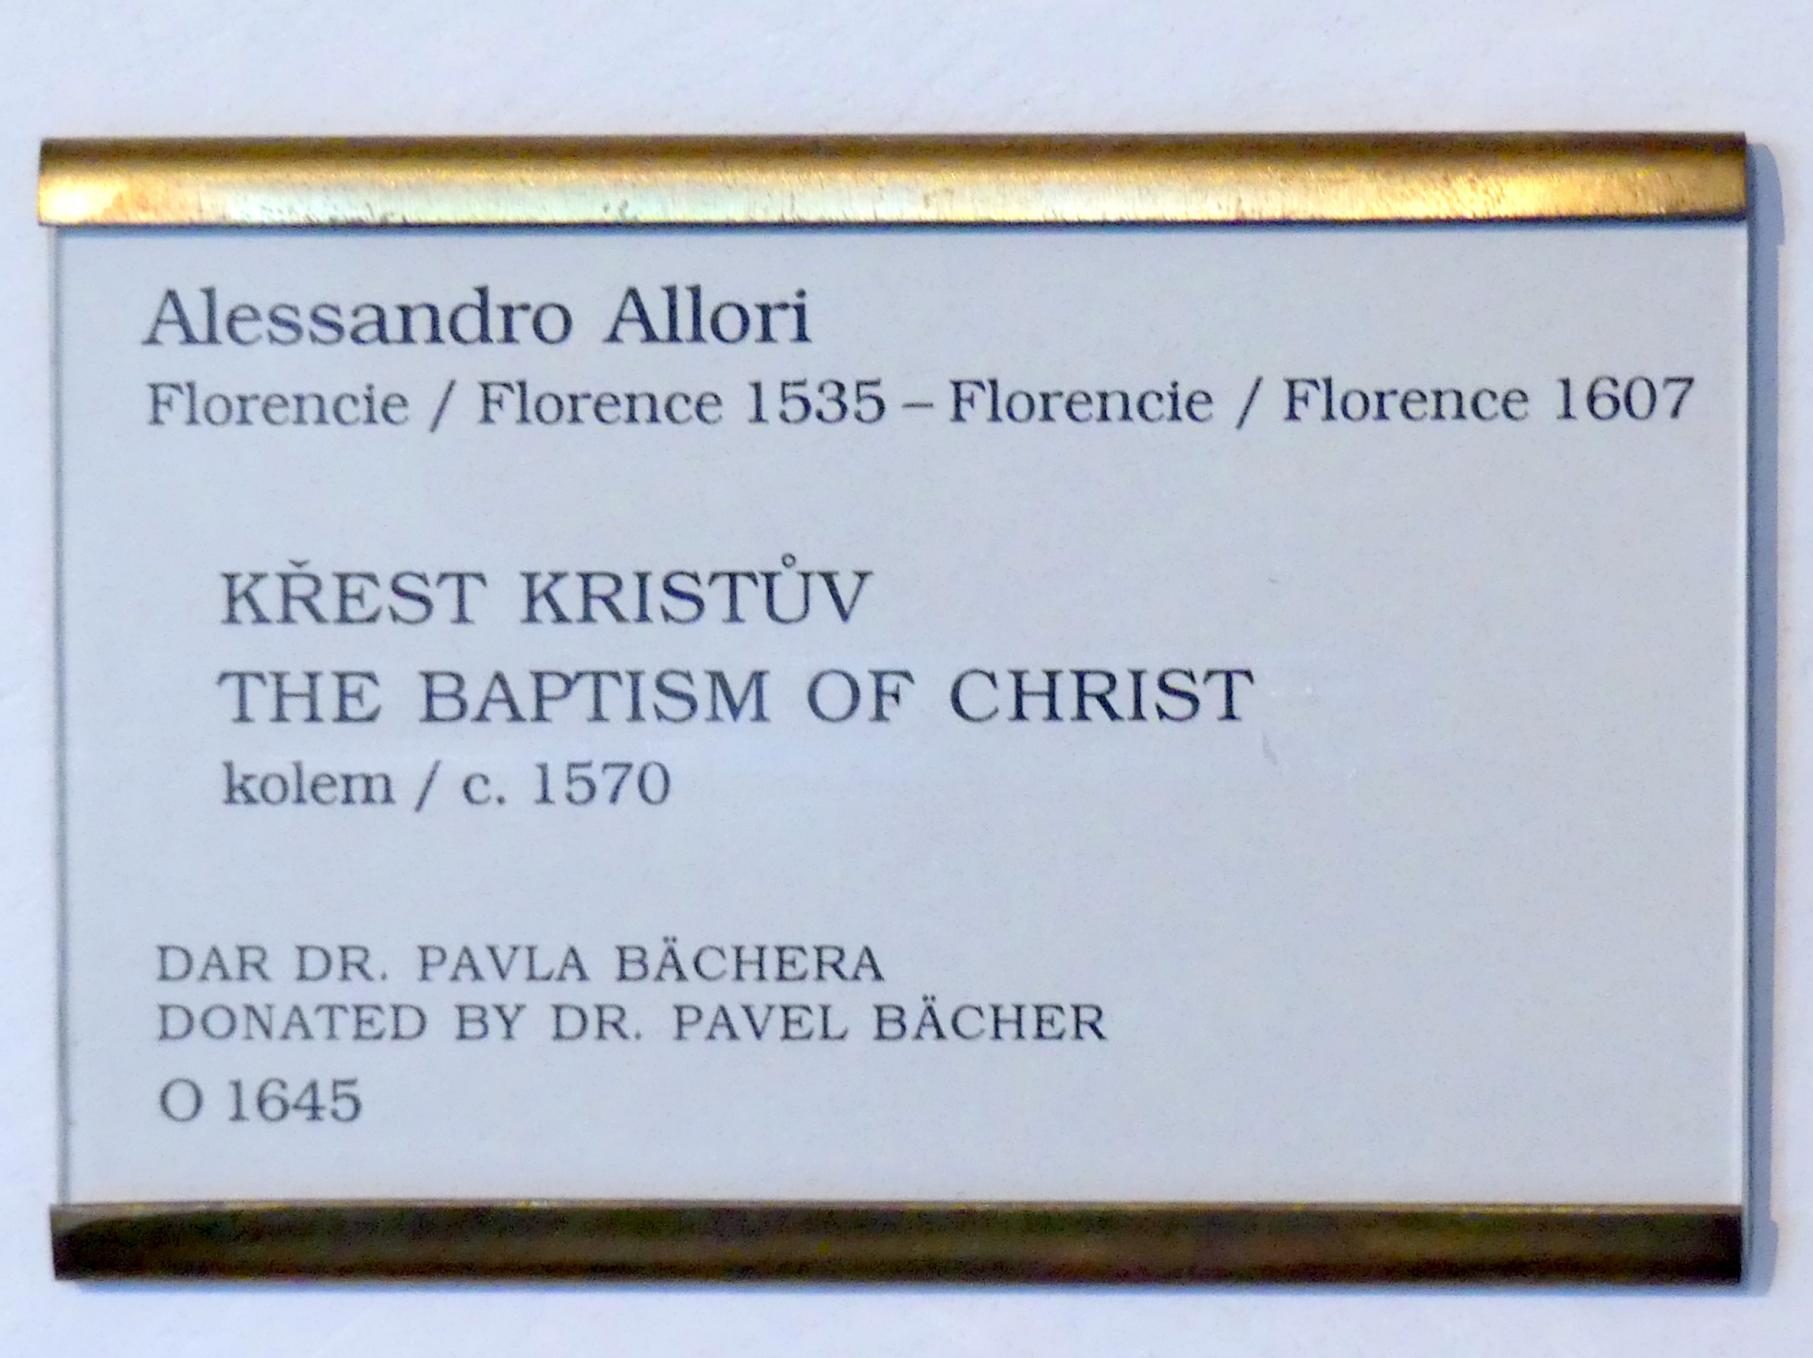 Alessandro Allori
Florencie / Florence 1535 – Florencie / Florence 1607
KŘEST KRISTŮV
THE BAPTISM OF CHRIST
kolem / c. 1570
DAR DR. PAVLA BÄCHERA
DONATED BY DR. PAVEL BÄCHER
O 1645